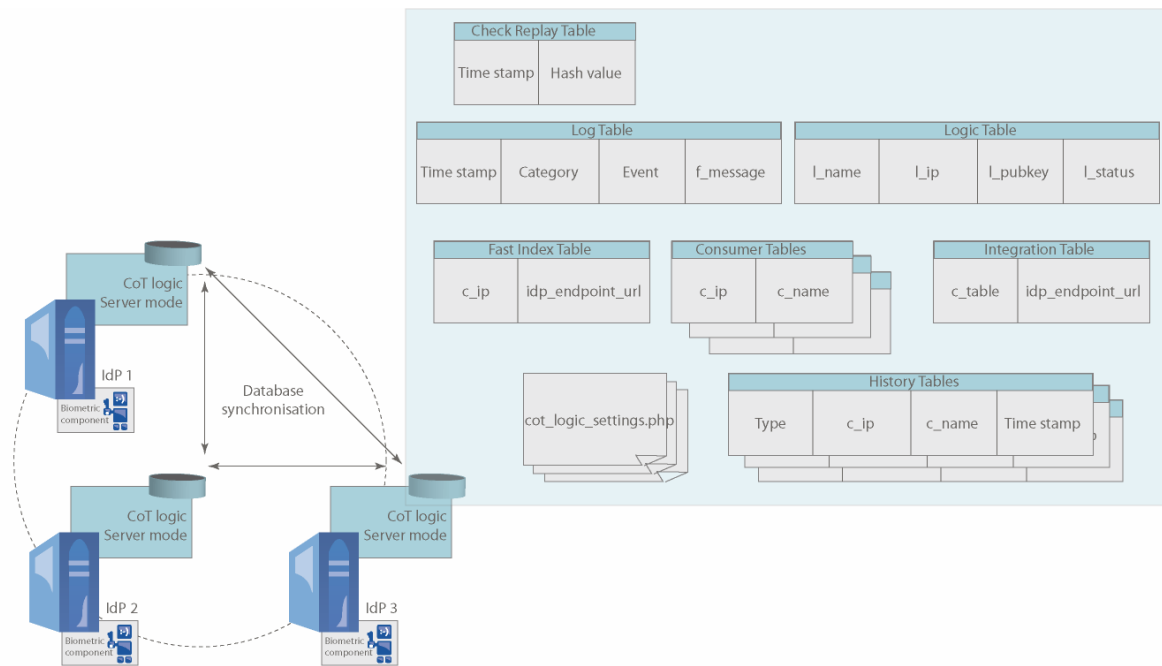 Check Replay Table
Time stamp Hash value
Log Table
Time stamp Category Event f_message
Logic Table
l_name l_ip l_pubkey l_status
Fast Index Table
c_ip idp_endpoint_url
Consumer Tables
c_ip c_name
Integration Table
c_table idp_endpoint_url
cot_logic_settings.php
History Tables
Type c_ip c_name Time stamp
CoT logic
Server mode
IdP 1
Biometric
component
Database
synchronisation
CoT logic
Server mode
IdP 2
Biometric
component
CoT logic
Server mode
IdP 3
Biometric
component